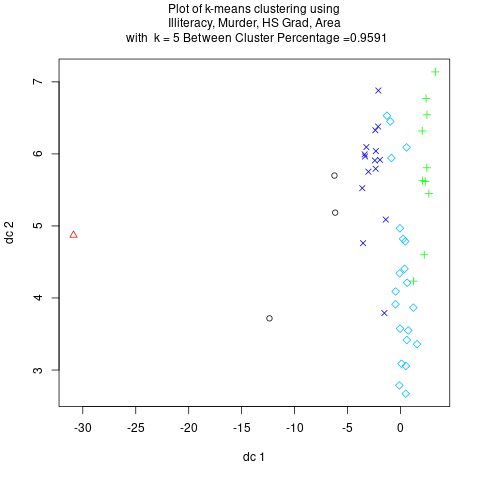 Plot of k-means clustering using
Illiteracy, Murder, HS Grad, Area
with k = 5 Between Cluster Percentage =0.9591
7
6
5
4
3
dc 2
-30 -25 -20 -15 -10 -5 0
dc 1